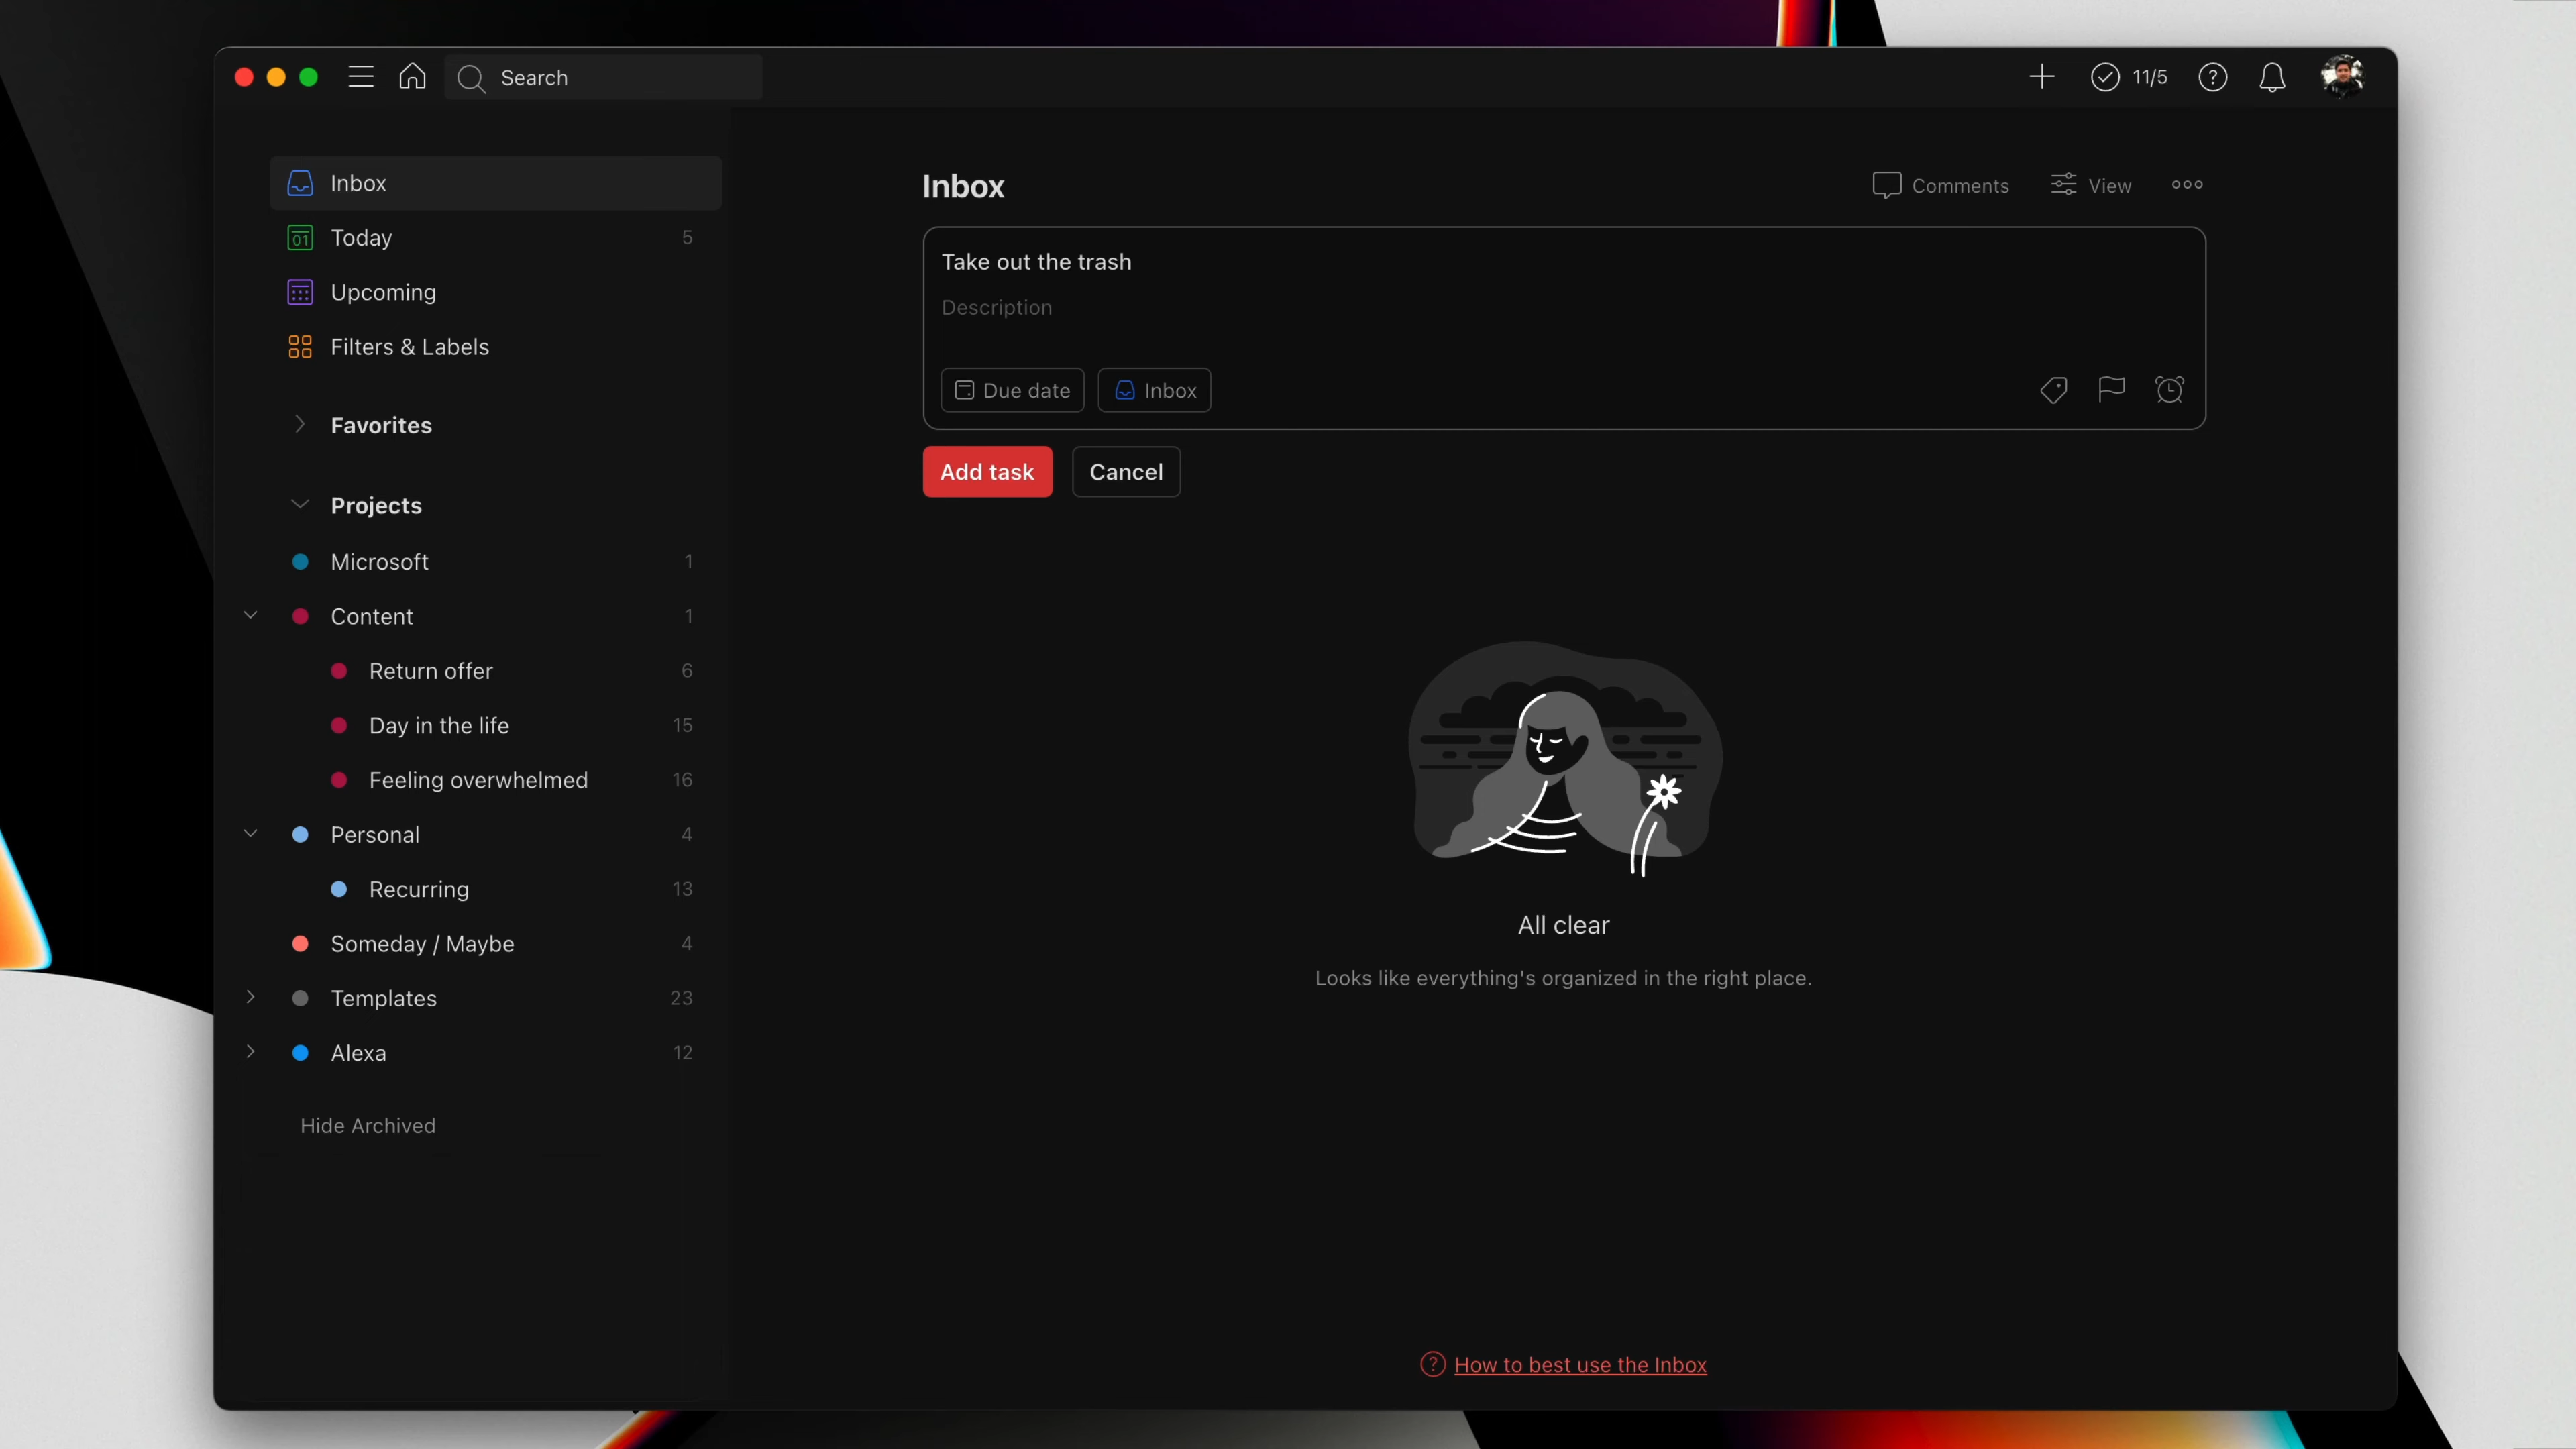 Search
11/5
Inbox
01 Today 5
Upcoming
Filters & Labels
Favorites
Projects
Microsoft 1
Content 1
Return offer 6
Day in the life 15
Feeling overwhelmed 16
Personal 4
Recurring 13
Someday / Maybe 4
Templates 23
Alexa 12
Hide Archived
Inbox
Comments
View
Take out the trash
Description
Due date
Inbox
Add task
Cancel
All clear
Looks like everything's organized in the right place.
How to best use the Inbox